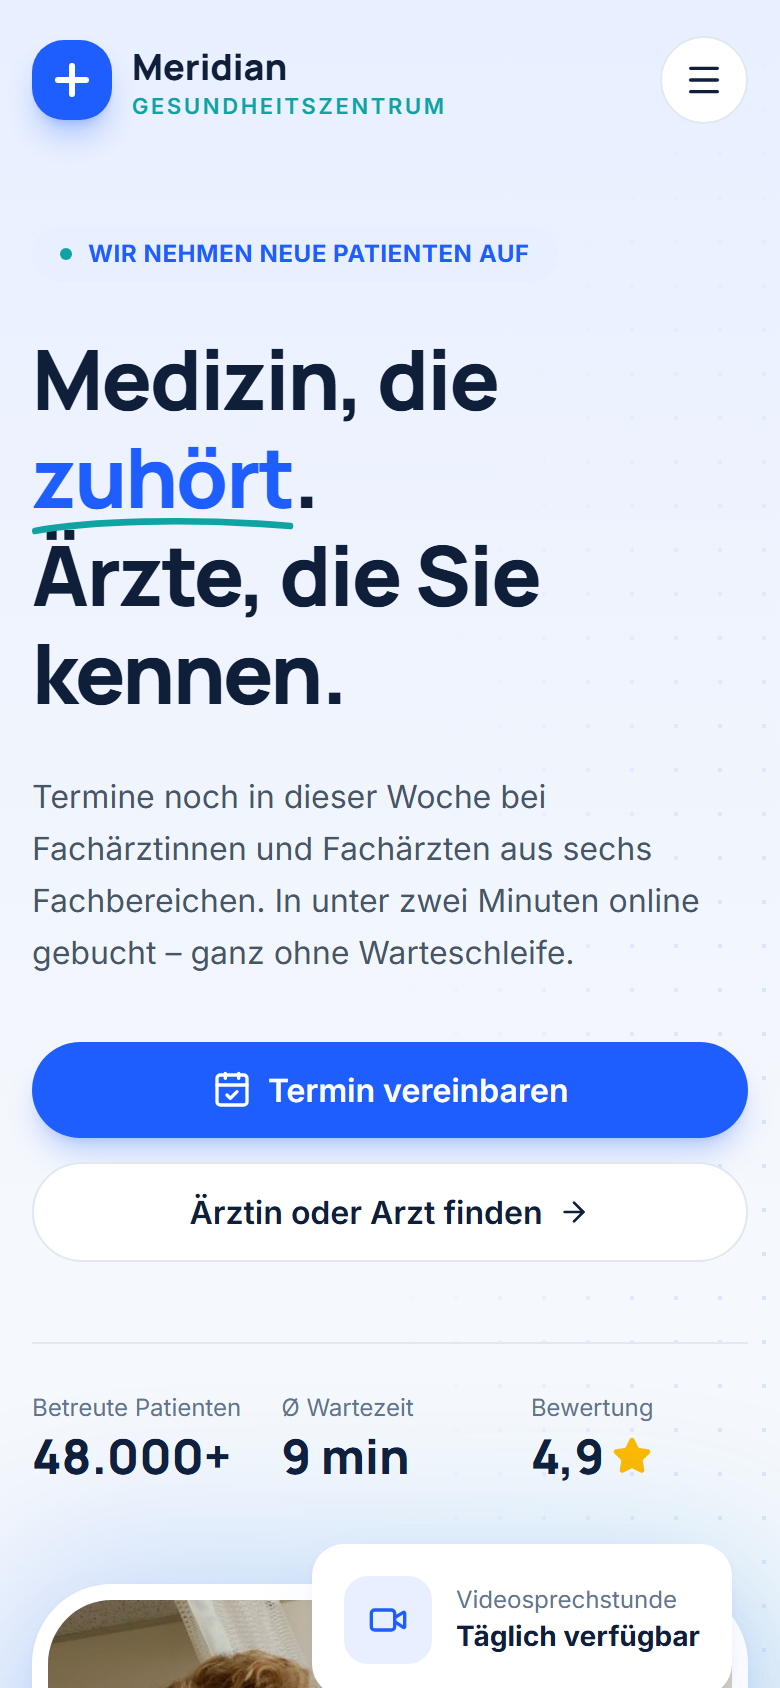 Meridian
GESUNDHEITSZENTRUM
WIR NEHMEN NEUE PATIENTEN AUF
Medizin, die
zuhört.
Ärzte, die Sie
kennen.
Termine noch in dieser Woche bei
Fachärztinnen und Fachärzten aus sechs
Fachbereichen. In unter zwei Minuten online
gebucht – ganz ohne Warteschleife.
Termin vereinbaren
Ärztin oder Arzt finden →
Betreute Patienten
48.000+
Ø Wartezeit
9 min
Bewertung
4,9
Videosprechstunde
Täglich verfügbar